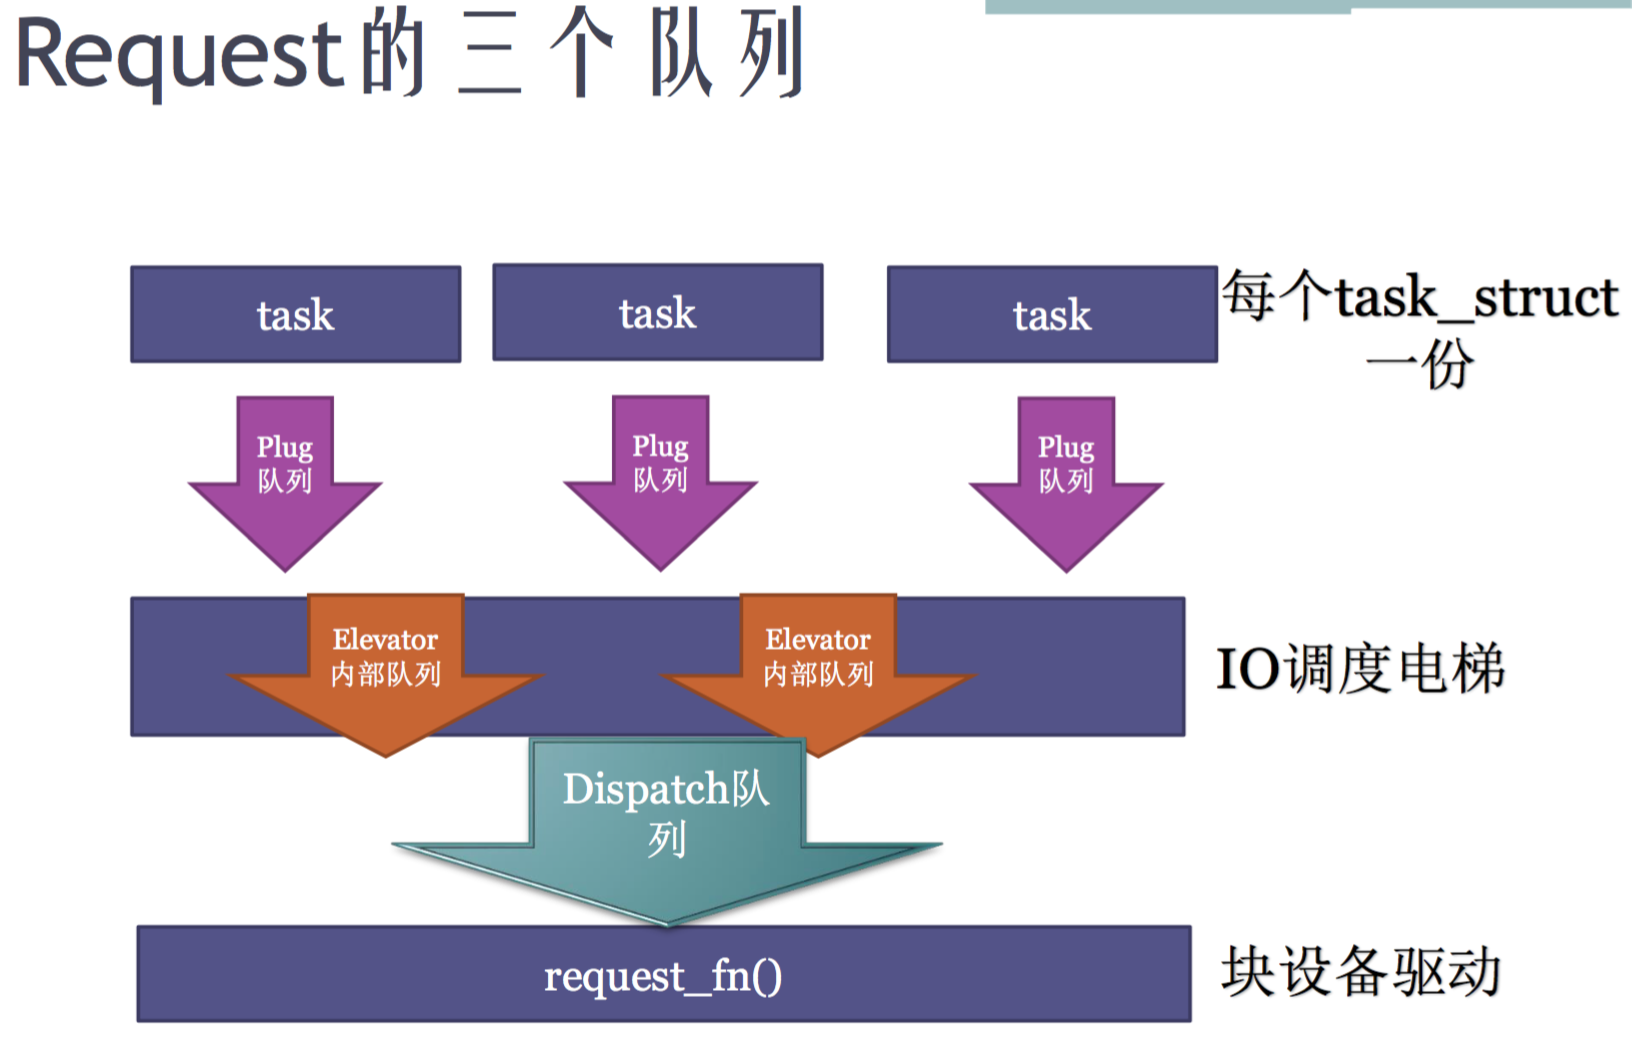 Request的三个队列
task
task
task
每个task_struct
一份
Plug
队列
Plug
队列
Plug
队列
Elevator
内部队列
Elevator
内部队列
IO调度电梯
Dispatch队
列
request_fn()
块设备驱动